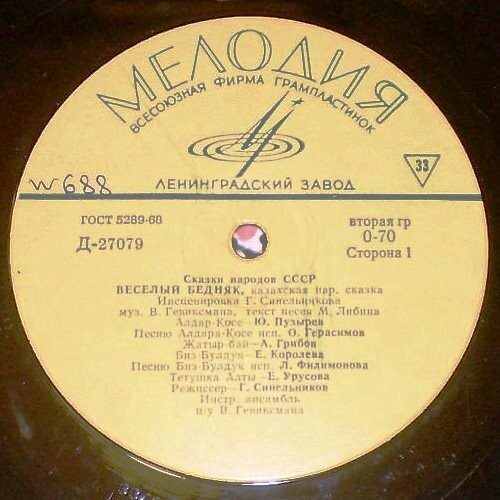 МЕЛОДИЯ
ВСЕСОЮЗНАЯ ФИРМА ГРАМПЛАСТИНОК
33
N 688
ЛЕНИНГРАДСКИЙ ЗАВОД
ГОСТ 5289-68
Д-27079
вторая гр
0-70
Сторона 1
Сказки народов СССР
ВЕСЕЛЫЙ БЕДНЯК, казахская нар. сказка
Инсценировка Г. Синельникова
муз. В. Гевиксмана, текст песен М. Либина
Алдар-Косе—Ю. Пузырев
Песню Алдара-Косе исп. О. Герасимов
Жатыр-бай—А. Грибов
Биз-Булдук—Е. Королева
Песню Биз-Булдук исп. Л. Филимонова
Тетушка Алты—Е. Урусова
Режиссер—Г. Синельников
Инстр. ансамбль
п/у В. Гевиксмана